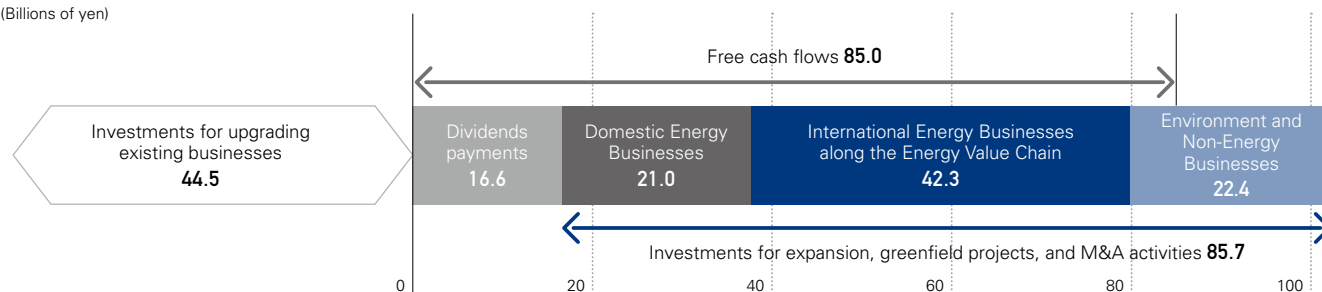 (Billions of yen)
Free cash flows 85.0
Investments for upgrading
existing businesses
44.5
Dividends
payments
16.6
Domestic Energy
Businesses
21.0
International Energy Businesses
along the Energy Value Chain
42.3
Environment and
Non-Energy
Businesses
22.4
Investments for expansion, greenfield projects, and M&A activities 85.7
0 20 40 60 80 100